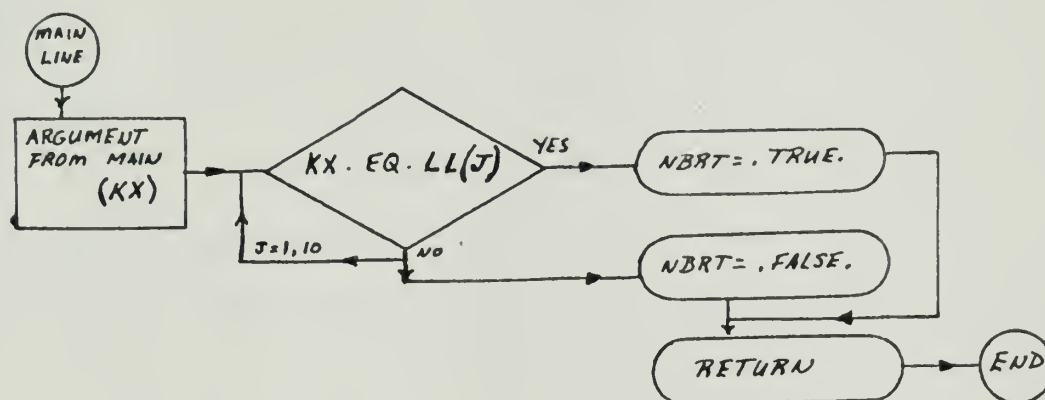 MAIN
LINE
ARGUMENT
FROM MAIN
(KX)
KX. EQ. LL(J)
YES
NBRT=. TRUE.
J=1,10
NO
NBRT=. FALSE.
RETURN
END